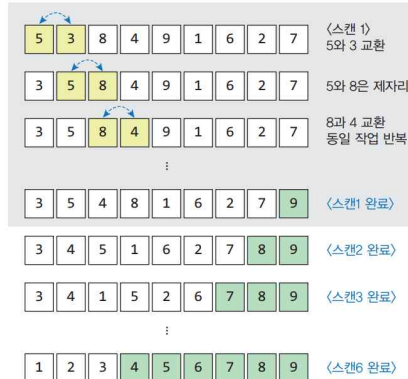 5 3 8 4 9 1 6 2 7 〈스캔 1〉
5와 3 교환
3 5 8 4 9 1 6 2 7 5와 8은 제자리
3 5 8 4 9 1 6 2 7 8과 4 교환
동일 작업 반복
⋮
3 5 4 8 1 6 2 7 9 〈스캔1 완료〉
3 4 5 1 6 2 7 8 9 〈스캔2 완료〉
3 4 1 5 2 6 7 8 9 〈스캔3 완료〉
⋮
1 2 3 4 5 6 7 8 9 〈스캔6 완료〉